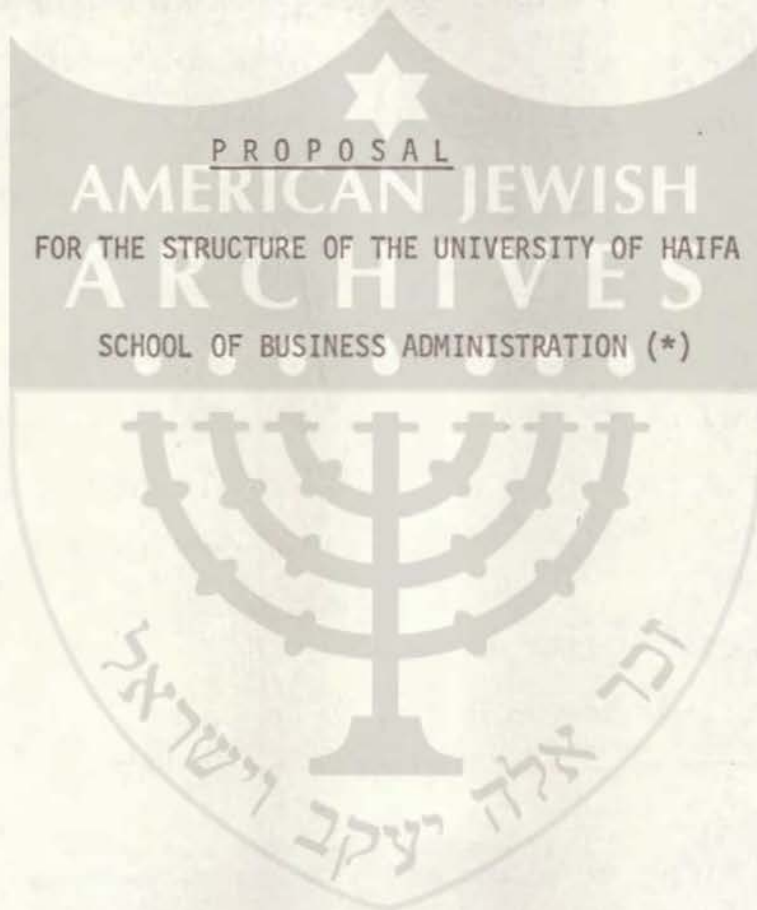 P R O P O S A L
AMERICAN JEWISH
FOR THE STRUCTURE OF THE UNIVERSITY OF HAIFA
ARCHIVES
SCHOOL OF BUSINESS ADMINISTRATION (*)
זכר אלה יעקב וישראל